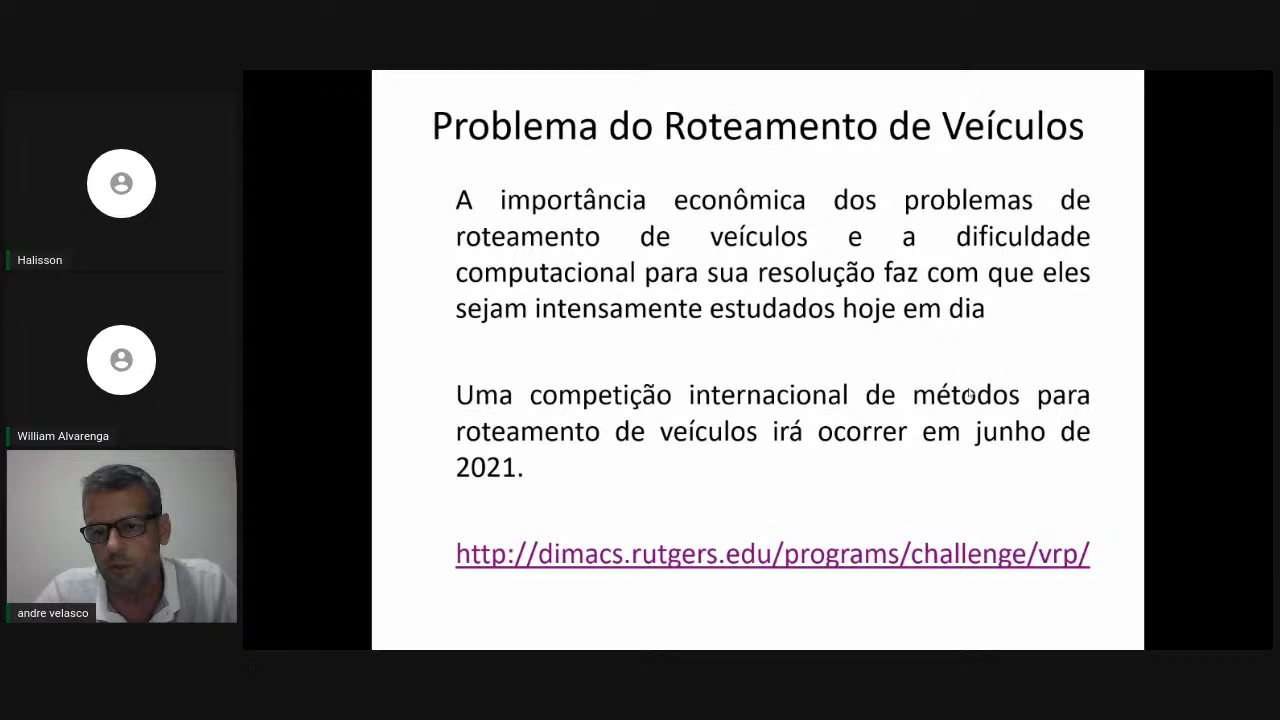 Problema do Roteamento de Veículos
A importância econômica dos problemas de
roteamento de veículos e a dificuldade
computacional para sua resolução faz com que eles
sejam intensamente estudados hoje em dia
Uma competição internacional de métodos para
roteamento de veículos irá ocorrer em junho de
2021.
http://dimacs.rutgers.edu/programs/challenge/vrp/
Halisson
William Alvarenga
andre velasco